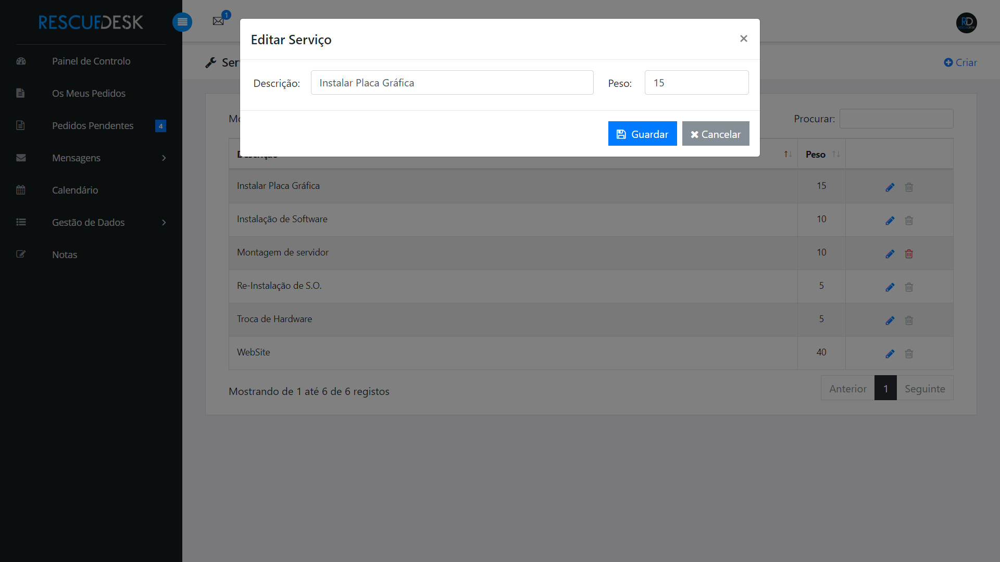 RESCUEDESK
1
RD
Painel de Controlo
Os Meus Pedidos
Pedidos Pendentes 4
Mensagens
Calendário
Gestão de Dados
Notas
Editar Serviço ×
Descrição: Instalar Placa Gráfica Peso: 15
Guardar Cancelar
Criar
Procurar:
Peso
Instalar Placa Gráfica 15
Instalação de Software 10
Montagem de servidor 10
Re-Instalação de S.O. 5
Troca de Hardware 5
WebSite 40
Mostrando de 1 até 6 de 6 registos
Anterior 1 Seguinte